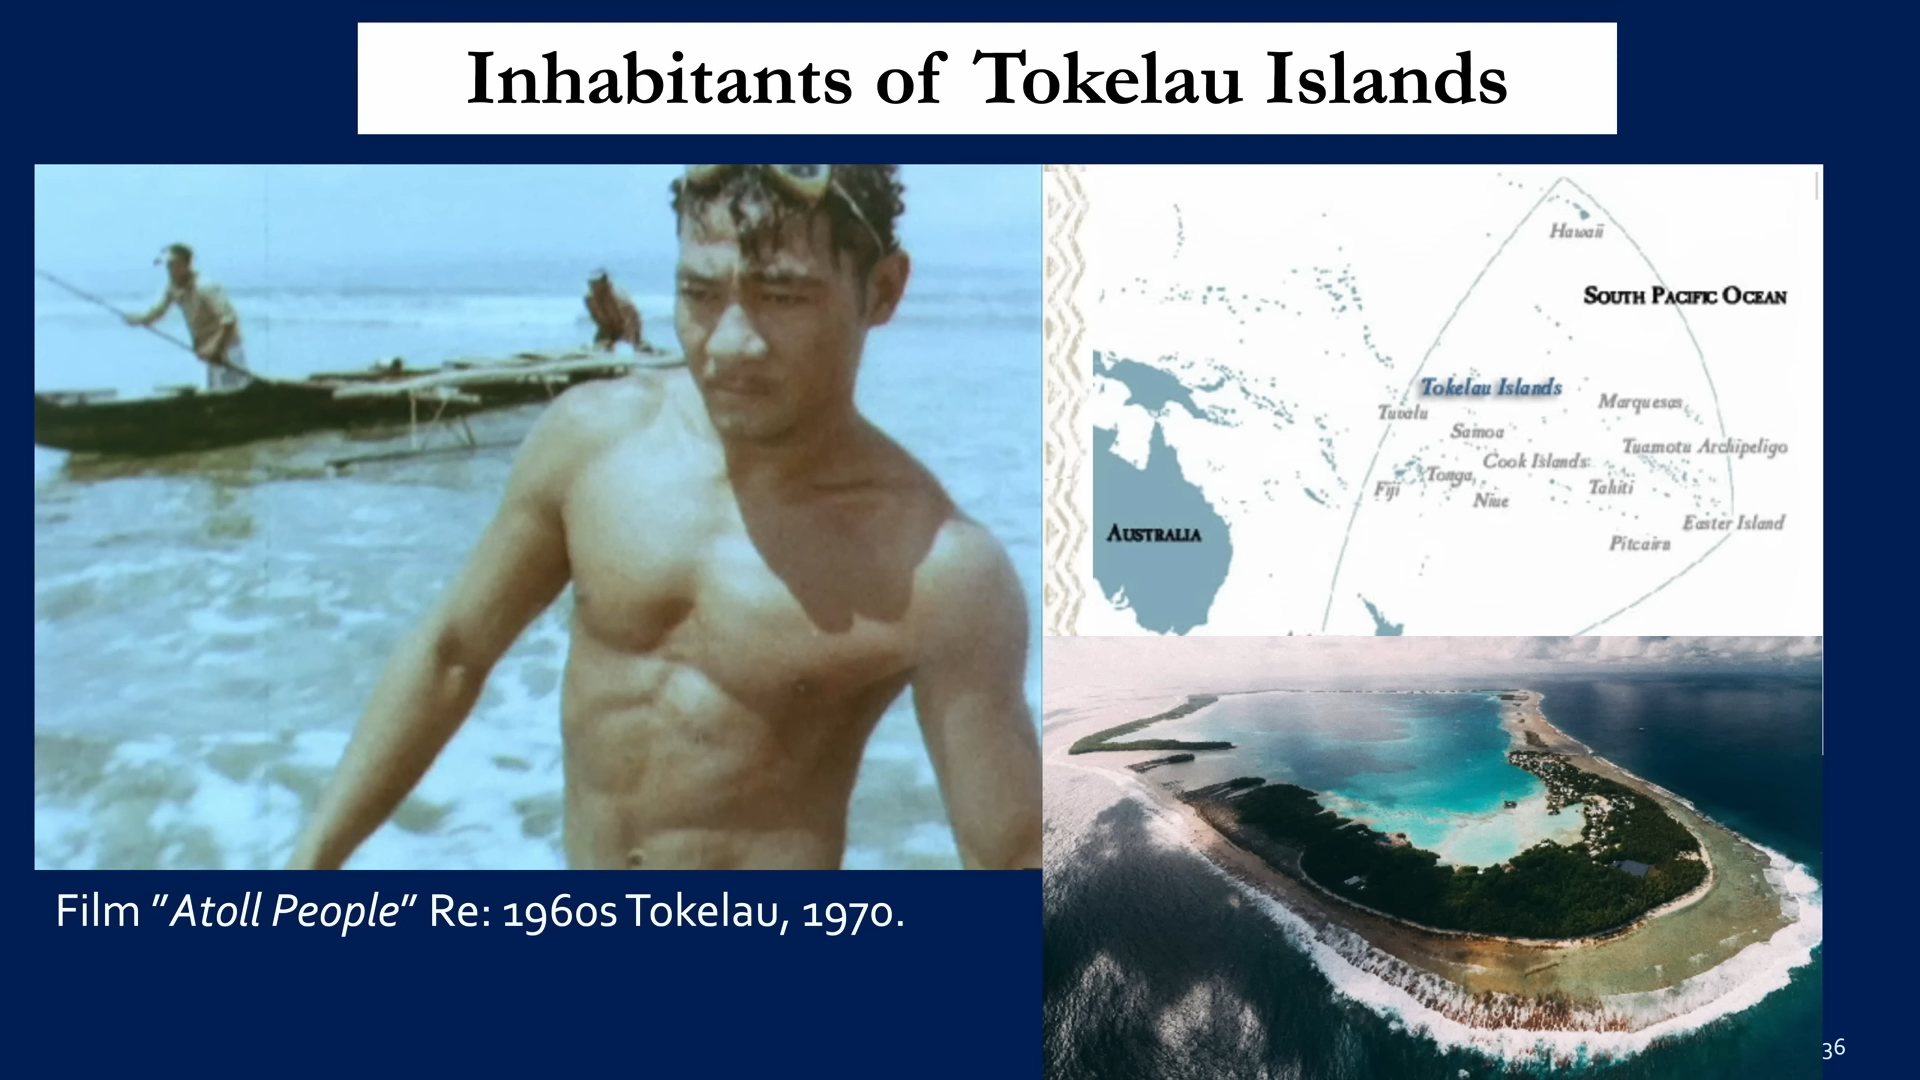 Inhabitants of Tokelau Islands
Hawaii
SOUTH PACIFIC OCEAN
Tokelau Islands
Marquesas
Tuvalu
Samoa
Tuamotu Archipeligo
Cook Islands
Tonga
Fiji
Tahiti
Niue
Easter Island
AUSTRALIA
Pitcairn
Film "Atoll People" Re: 1960s Tokelau, 1970.
36